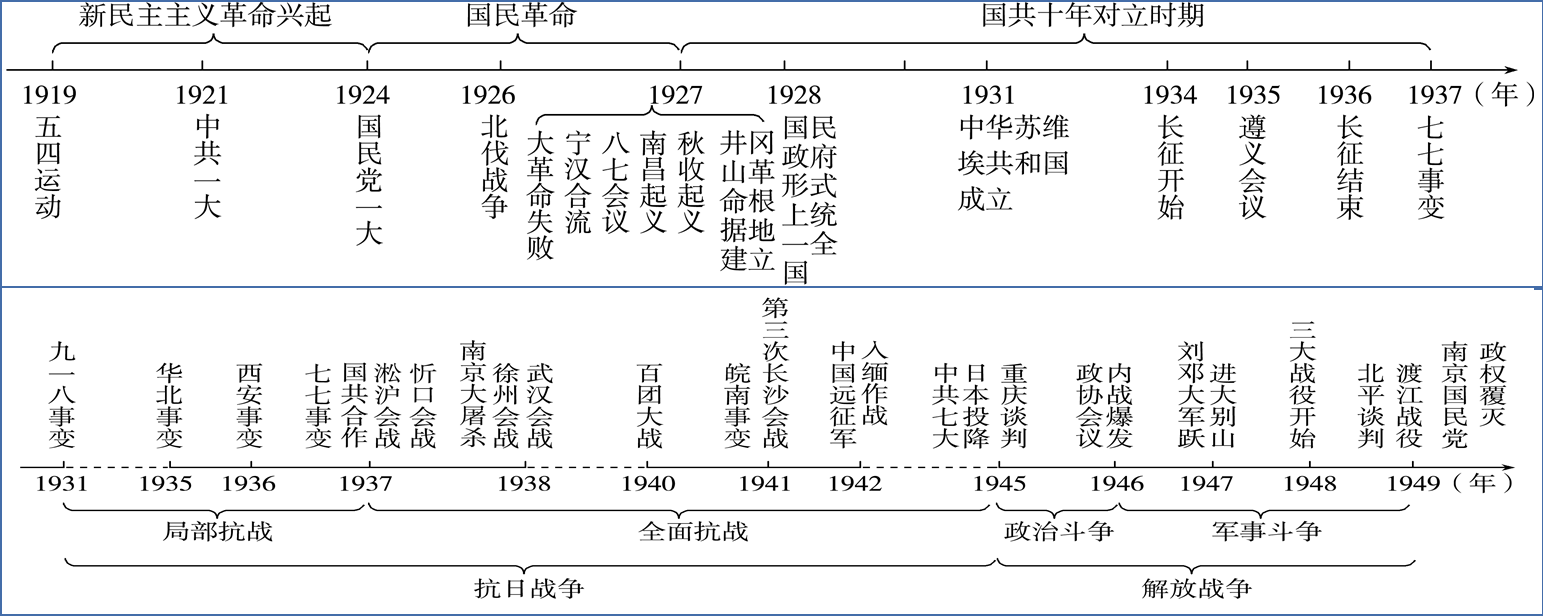 新民主主义革命兴起
国民革命
国共十年对立时期
1919
1921
1924
1926
1927
1928
1931
1934
1935
1936
1937（年）
五四运动
中共一大
国民党一大
北伐战争
大革命失败
宁汉合流
八七会议
南昌起义
秋收起义
井冈山革命根据地建立
国民政府形式上统一全国
中华苏维
埃共和国
成立
长征开始
遵义会议
长征结束
七七事变
九一八事变
华北事变
西安事变
七七事变
国共合作
淞沪会战
忻口会战
南京大屠杀
徐州会战
武汉会战
百团大战
皖南事变
第三次长沙会战
中国远征军
入缅作战
中共七大
日本投降
重庆谈判
政协会议
内战爆发
刘邓大军跃
进大别山
三大战役开始
北平谈判
渡江战役
南京国民党
政权覆灭
1931
1935
1936
1937
1938
1940
1941
1942
1945
1946
1947
1948
1949（年）
局部抗战
全面抗战
政治斗争
军事斗争
抗日战争
解放战争